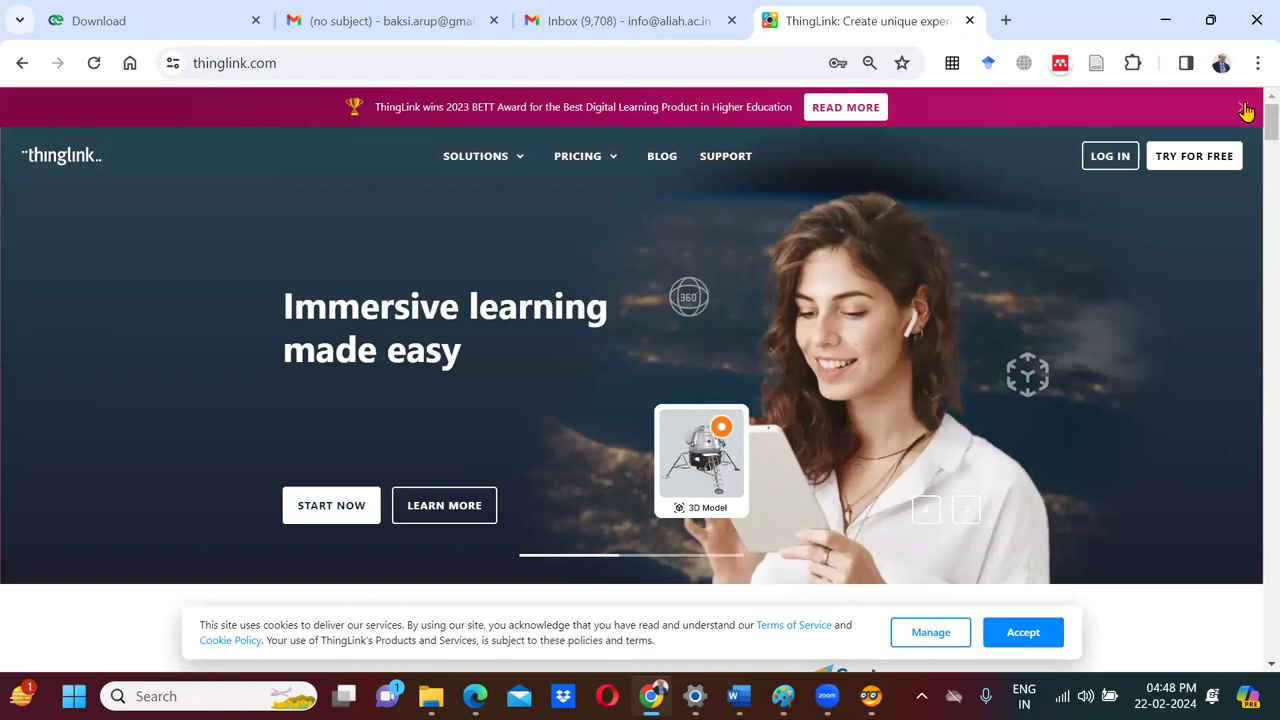 Download
(no subject) - baksi.arup@gmai
Inbox (9,708) - info@aliah.ac.in
ThingLink: Create unique exper
thinglink.com
ThingLink wins 2023 BETT Award for the Best Digital Learning Product in Higher Education
READ MORE
¨thinglink..
SOLUTIONS
PRICING
BLOG
SUPPORT
LOG IN
TRY FOR FREE
360°
Immersive learning
made easy
3D Model
START NOW
LEARN MORE
< >
This site uses cookies to deliver our services. By using our site, you acknowledge that you have read and understand our Terms of Service and
Cookie Policy. Your use of ThingLink's Products and Services, is subject to these policies and terms.
Manage
Accept
1
Search
1
zoom
ENG
IN
04:48 PM
22-02-2024
PRE